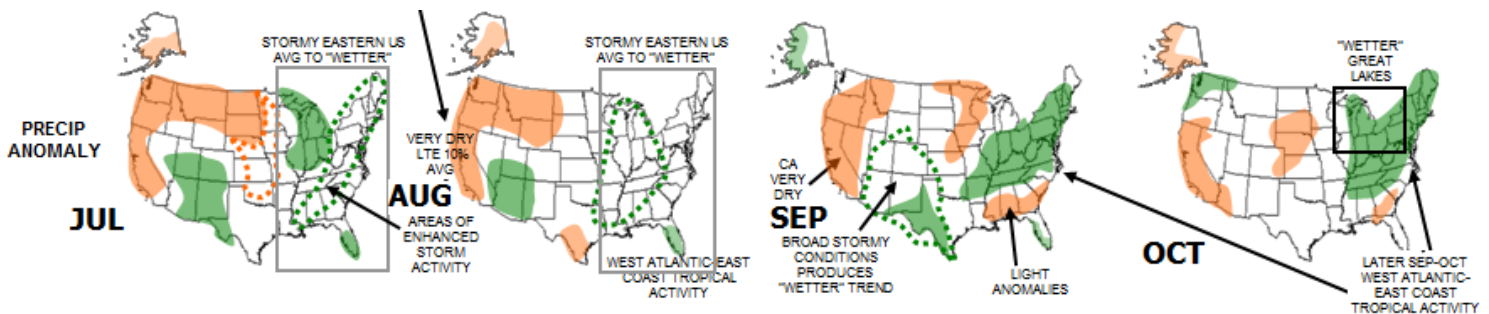 PRECIP
ANOMALY
JUL
STORMY EASTERN US
AVG TO "WETTER"
AREAS OF
ENHANCED
STORM
ACTIVITY
VERY DRY
LTE 10%
AVG
AUG
STORMY EASTERN US
AVG TO "WETTER"
WEST ATLANTIC-EAST
COAST TROPICAL
ACTIVITY
CA
VERY
DRY
SEP
BROAD STORMY
CONDITIONS
PRODUCES
"WETTER" TREND
LIGHT
ANOMALIES
"WETTER"
GREAT
LAKES
OCT
LATER SEP-OCT
WEST ATLANTIC-
EAST COAST
TROPICAL ACTIVITY